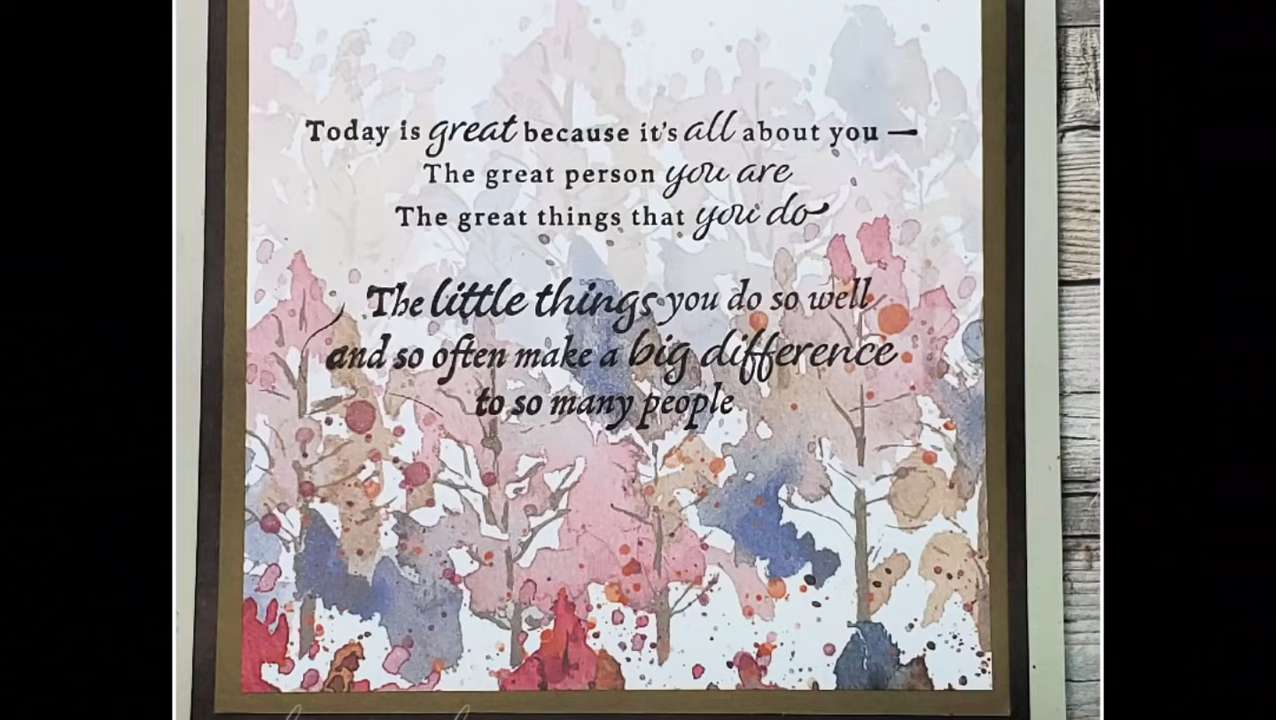 Today is great because it's all about you —
The great person you are
The great things that you do
The little things you do so well
and so often make a big difference
to so many people